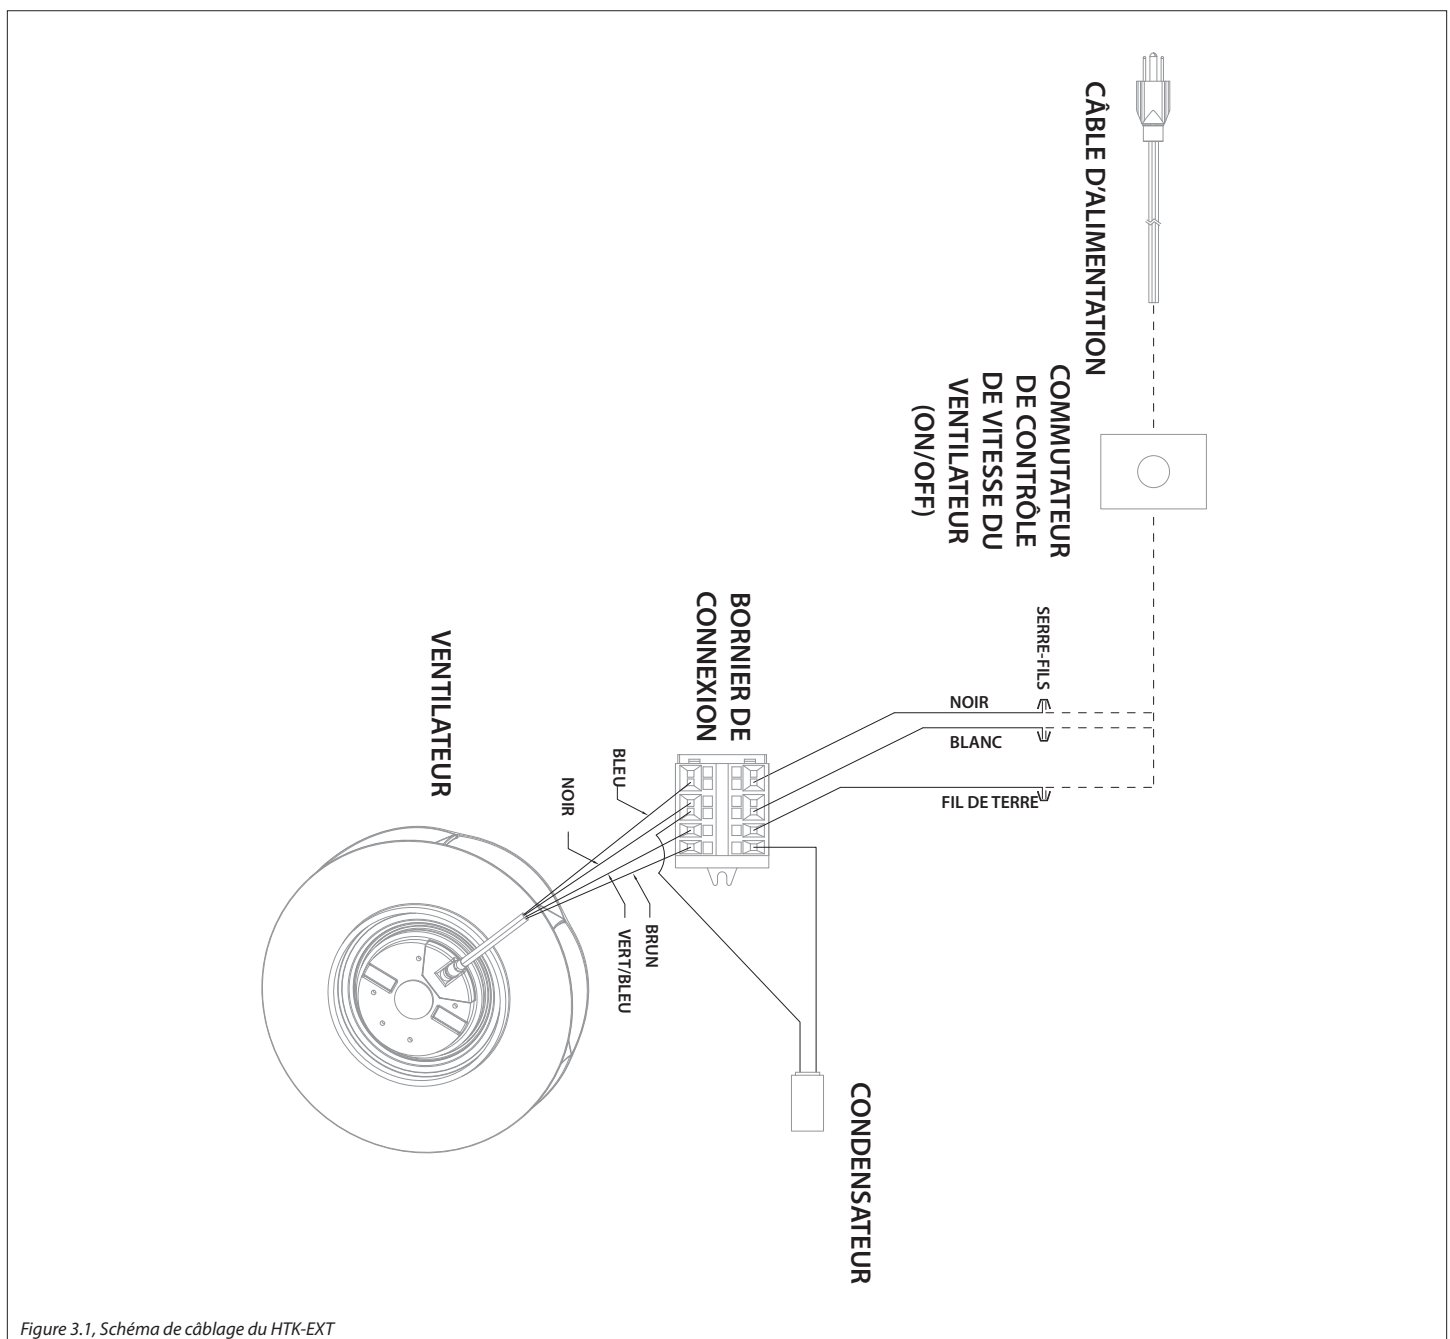 CÂBLE D’ALIMENTATION
COMMUTATEUR
DE CONTRÔLE
DE VITESSE DU
VENTILATEUR
(ON/OFF)
SERRE-FILS
NOIR
BLANC
FIL DE TERRE
BORNIER DE
CONNEXION
VENTILATEUR
BLEU
NOIR
BRUN
VERT/BLEU
CONDENSATEUR
Figure 3.1, Schéma de câblage du HTK-EXT